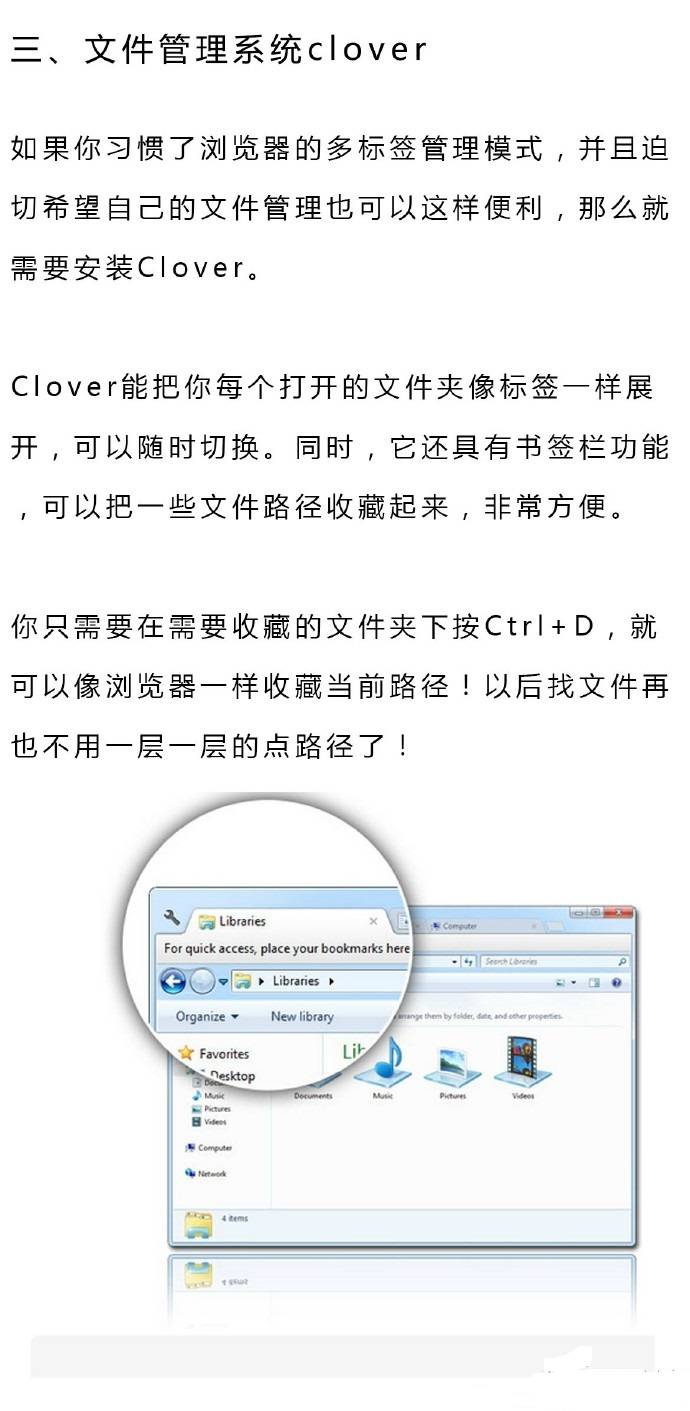 三、文件管理系统clover
如果你习惯了浏览器的多标签管理模式，并且迫
切希望自己的文件管理也可以这样便利，那么就
需要安装Clover。
Clover能把你每个打开的文件夹像标签一样展
开，可以随时切换。同时，它还具有书签栏功能
，可以把一些文件路径收藏起来，非常方便。
你只需要在需要收藏的文件夹下按Ctrl+D，就
可以像浏览器一样收藏当前路径！以后找文件再
也不用一层一层的点路径了！
Libraries
Computer
For quick access, place your bookmarks here
Libraries
Search Libraries
Organize
New library
arrange them by folder, date, and other properties.
Favorites
Lib
Desktop
Docu
Music
Pictures
Videos
Documents
Music
Pictures
Videos
Computer
Network
4 items